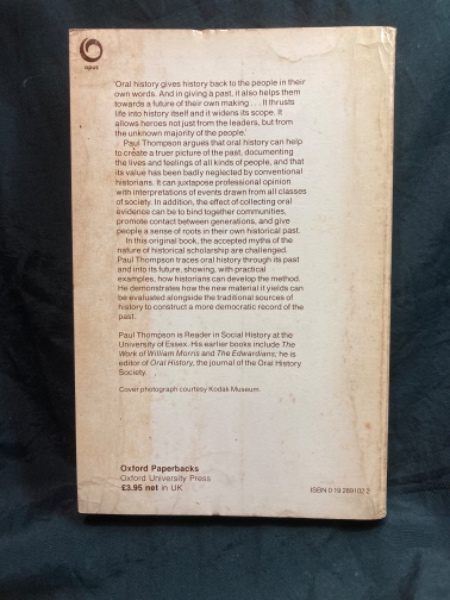 opus
'Oral history gives history back to the people in their
own words. And in giving a past, it also helps them
towards a future of their own making . . . It thrusts
life into history itself and it widens its scope. It
allows heroes not just from the leaders, but from
the unknown majority of the people.'
Paul Thompson argues that oral history can help
to create a truer picture of the past, documenting
the lives and feelings of all kinds of people, and that
its value has been badly neglected by conventional
historians. It can juxtapose professional opinion
with interpretations of events drawn from all classes
of society. In addition, the effect of collecting oral
evidence can be to bind together communities,
promote contact between generations, and give
people a sense of roots in their own historical past.
In this original book, the accepted myths of the
nature of historical scholarship are challenged.
Paul Thompson traces oral history through its past
and into its future, showing, with practical
examples, how historians can develop the method.
He demonstrates how the new material it yields can
be evaluated alongside the traditional sources of
history to construct a more democratic record of the
past.
Paul Thompson is Reader in Social History at the
University of Essex. His earlier books include The
Work of William Morris and The Edwardians; he is
editor of Oral History, the journal of the Oral History
Society.
Cover photograph courtesy Kodak Museum.
Oxford Paperbacks
Oxford University Press
£3.95 net in UK
ISBN 0 19 289102 2